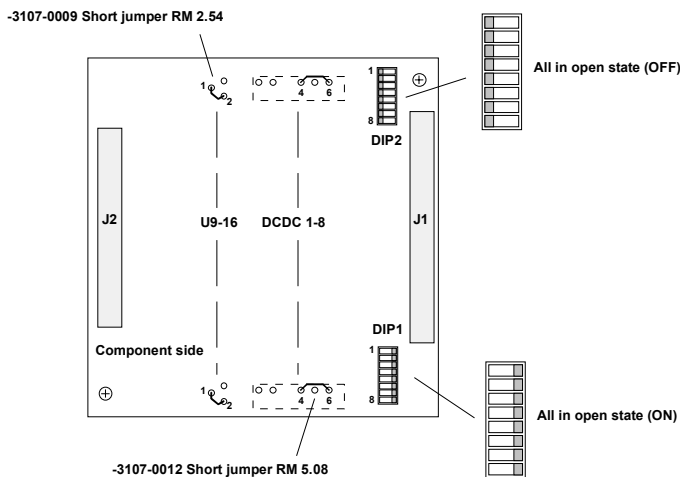 -3107-0009 Short jumper RM 2.54
All in open state (OFF)
1
2
4
6
1
8
DIP2
J2
U9-16
DCDC 1-8
J1
DIP1
Component side
1
8
1
2
4
6
All in open state (ON)
-3107-0012 Short jumper RM 5.08